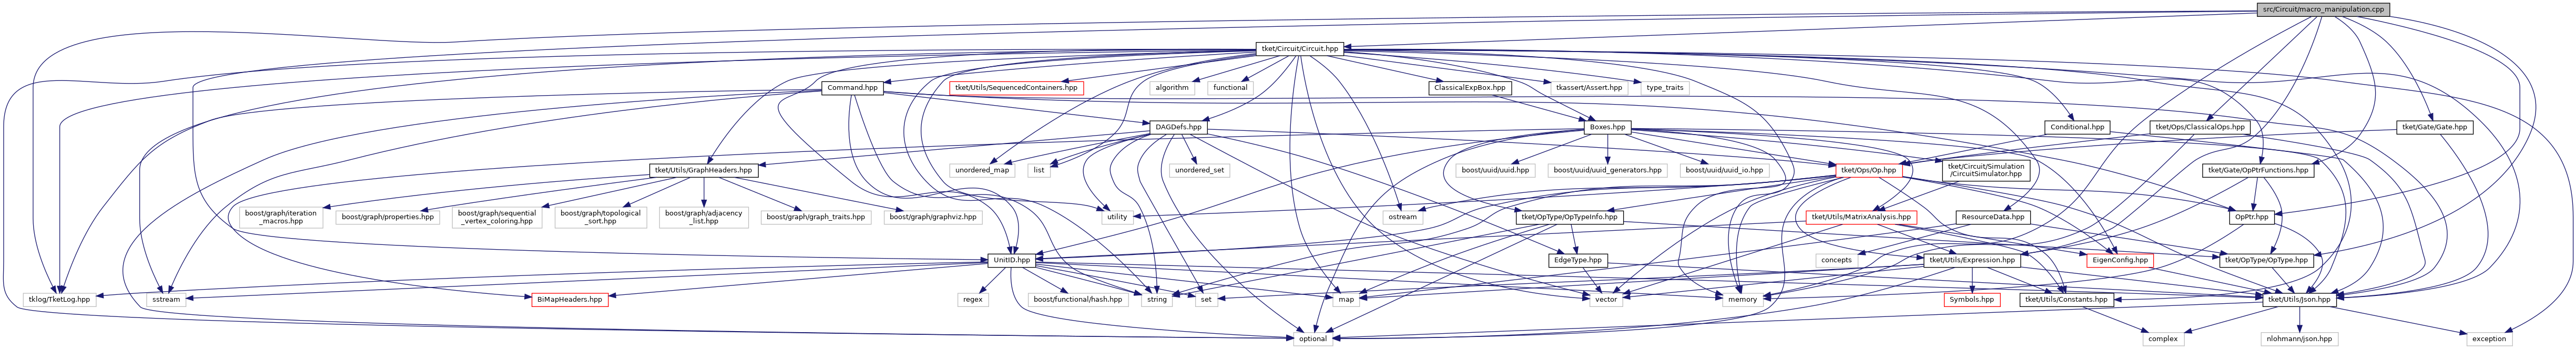 src/Circuit/macro_manipulation.cpp
tket/Circuit/Circuit.hpp
Command.hpp
tket/Utils/SequencedContainers.hpp
algorithm
functional
ClassicalExpBox.hpp
tkassert/Assert.hpp
type_traits
DAGDefs.hpp
Boxes.hpp
Conditional.hpp
tket/Ops/ClassicalOps.hpp
tket/Gate/Gate.hpp
tket/Utils/GraphHeaders.hpp
unordered_map
list
unordered_set
boost/uuid/uuid.hpp
boost/uuid/uuid_generators.hpp
boost/uuid/uuid_io.hpp
tket/Circuit/Simulation
/CircuitSimulator.hpp
tket/Ops/Op.hpp
tket/Gate/OpPtrFunctions.hpp
boost/graph/iteration
_macros.hpp
boost/graph/properties.hpp
boost/graph/sequential
_vertex_coloring.hpp
boost/graph/topological
_sort.hpp
boost/graph/adjacency
_list.hpp
boost/graph/graph_traits.hpp
boost/graph/graphviz.hpp
utility
ostream
tket/OpType/OpTypeInfo.hpp
tket/Utils/MatrixAnalysis.hpp
ResourceData.hpp
OpPtr.hpp
UnitID.hpp
EdgeType.hpp
concepts
tket/Utils/Expression.hpp
EigenConfig.hpp
tket/OpType/OpType.hpp
tklog/TketLog.hpp
sstream
BiMapHeaders.hpp
regex
boost/functional/hash.hpp
string
set
map
vector
memory
Symbols.hpp
tket/Utils/Constants.hpp
tket/Utils/Json.hpp
optional
complex
nlohmann/json.hpp
exception